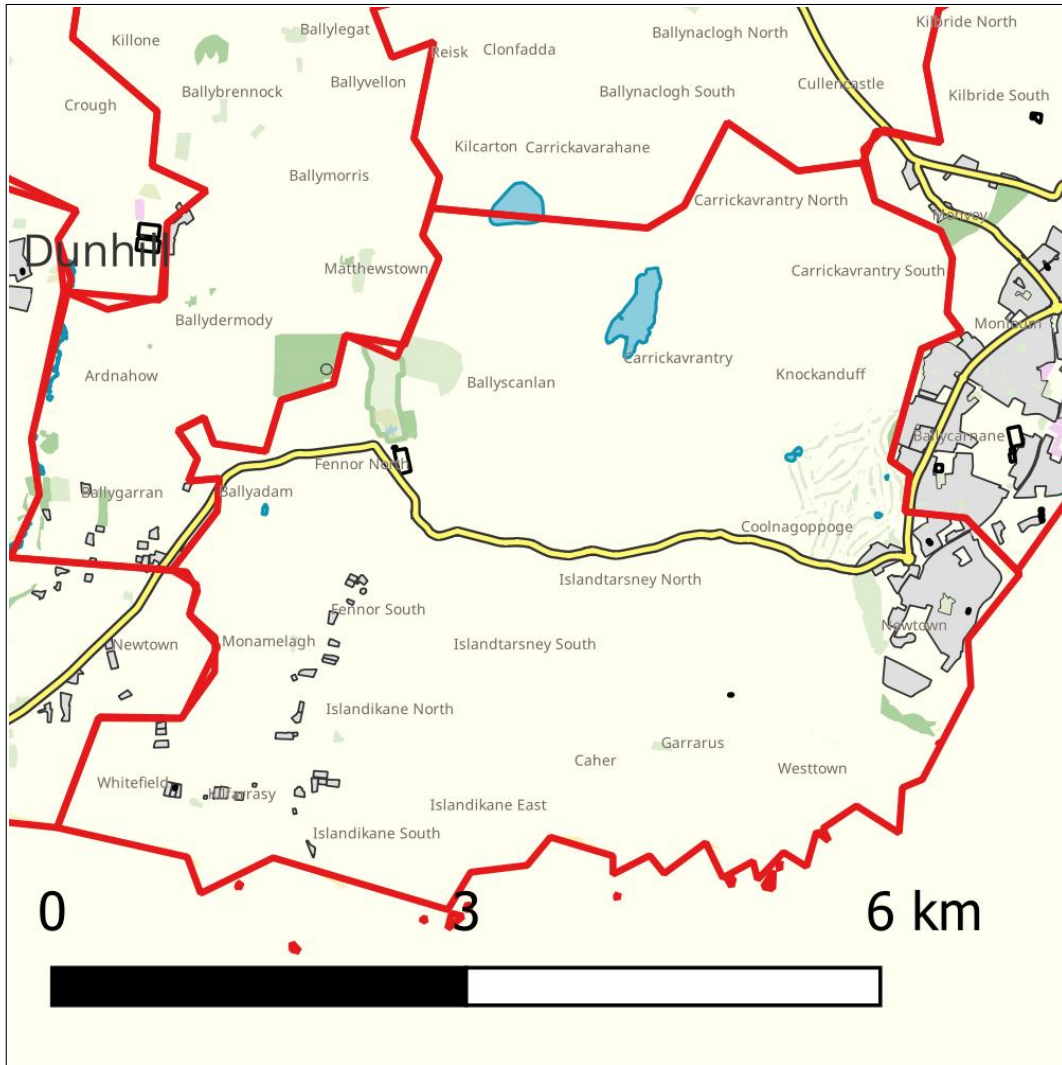 Kilbride North
Ballylegat
Ballynaclogh North
Killone
Clonfadda
Reisk
Ballyvellon
Cullencastle
Ballybrennock
Ballynaclogh South
Kilbride South
Crough
Kilcarton
Carrickavarahane
Ballymorris
Carrickavrantry North
Monvoy
Dunhill
Matthewstown
Carrickavrantry South
Ballydermody
Monloum
Carrickavrantry
Ardnahow
Ballyscanlan
Knockanduff
Ballycarnane
Fennor North
Ballygarran
Ballyadam
Coolnagoppoge
Islandtarsney North
Fennor South
Newtown
Monamelagh
Newtown
Islandtarsney South
Islandikane North
Garrarus
Caher
Westtown
Whitefield
Kilfarrasy
Islandikane East
Islandikane South
0 3 6 km